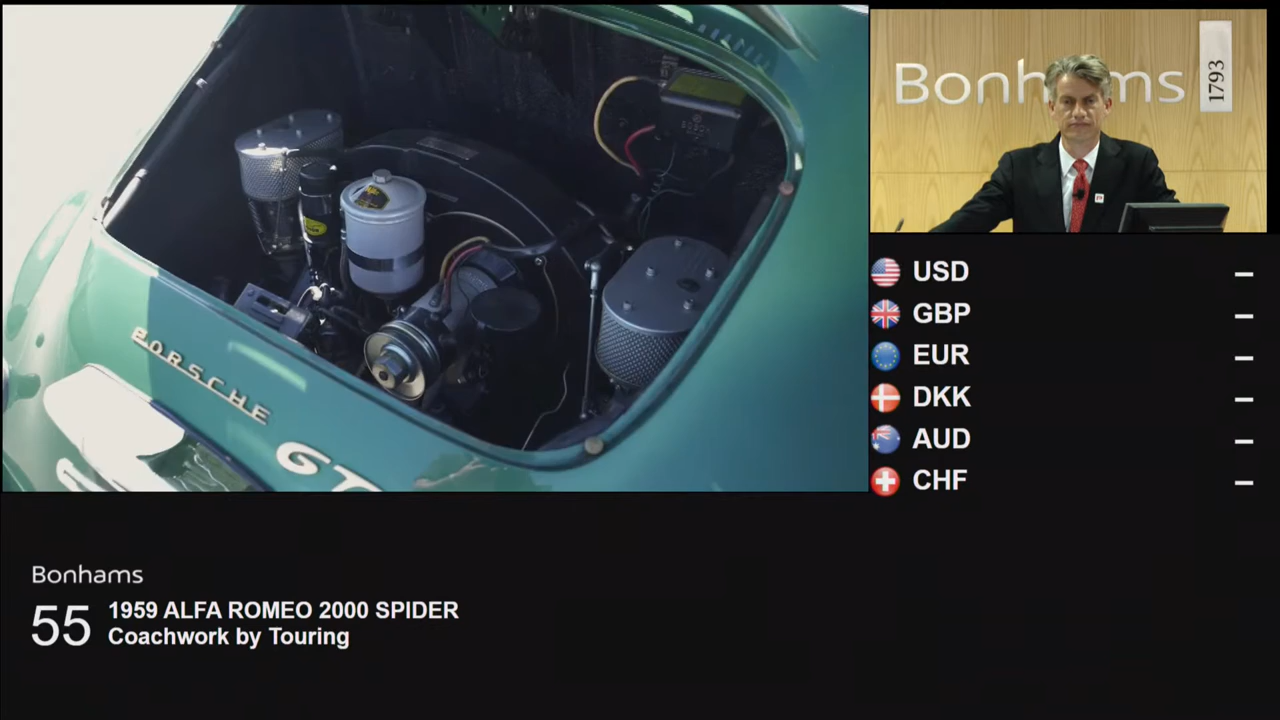 PORSCHE
GT
Bonhams
1793
USD –
GBP –
EUR –
DKK –
AUD –
CHF –
Bonhams
55
1959 ALFA ROMEO 2000 SPIDER
Coachwork by Touring